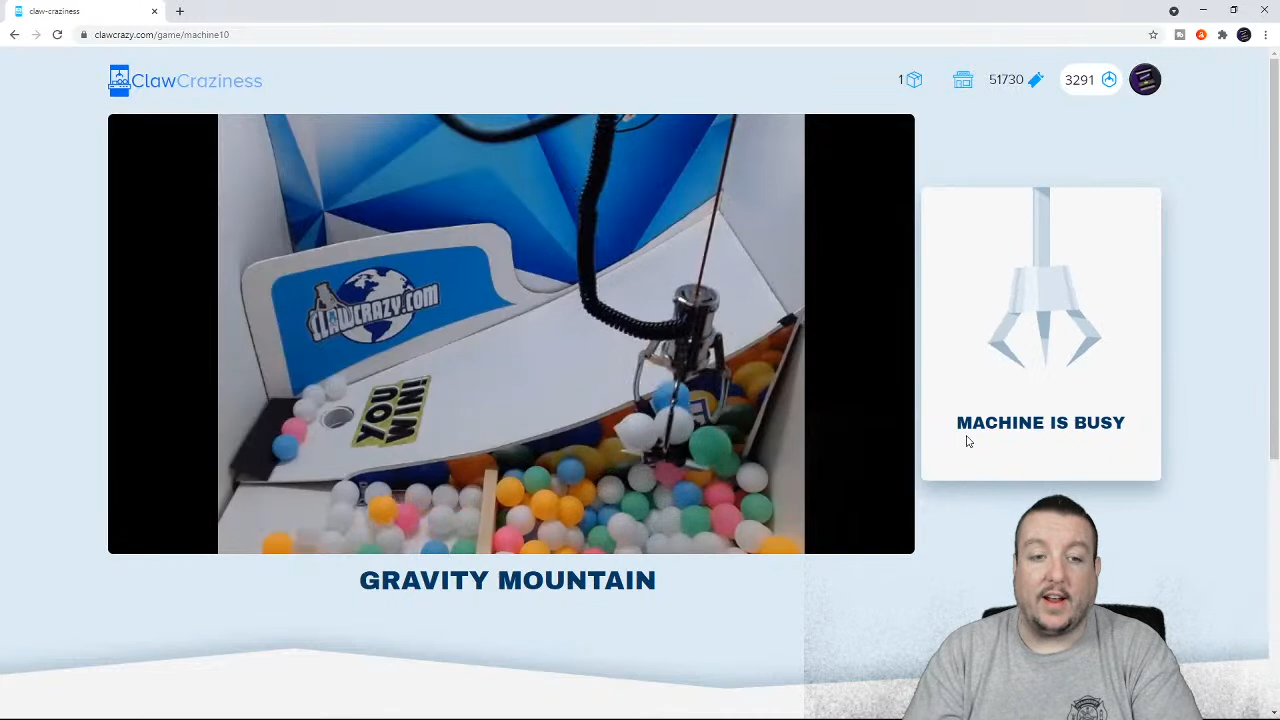 claw-craziness
clawcrazy.com/game/machine10
ClawCraziness
1
51730
3291
CLAWCRAZY.COM
YOU
WIN!
MACHINE IS BUSY
GRAVITY MOUNTAIN